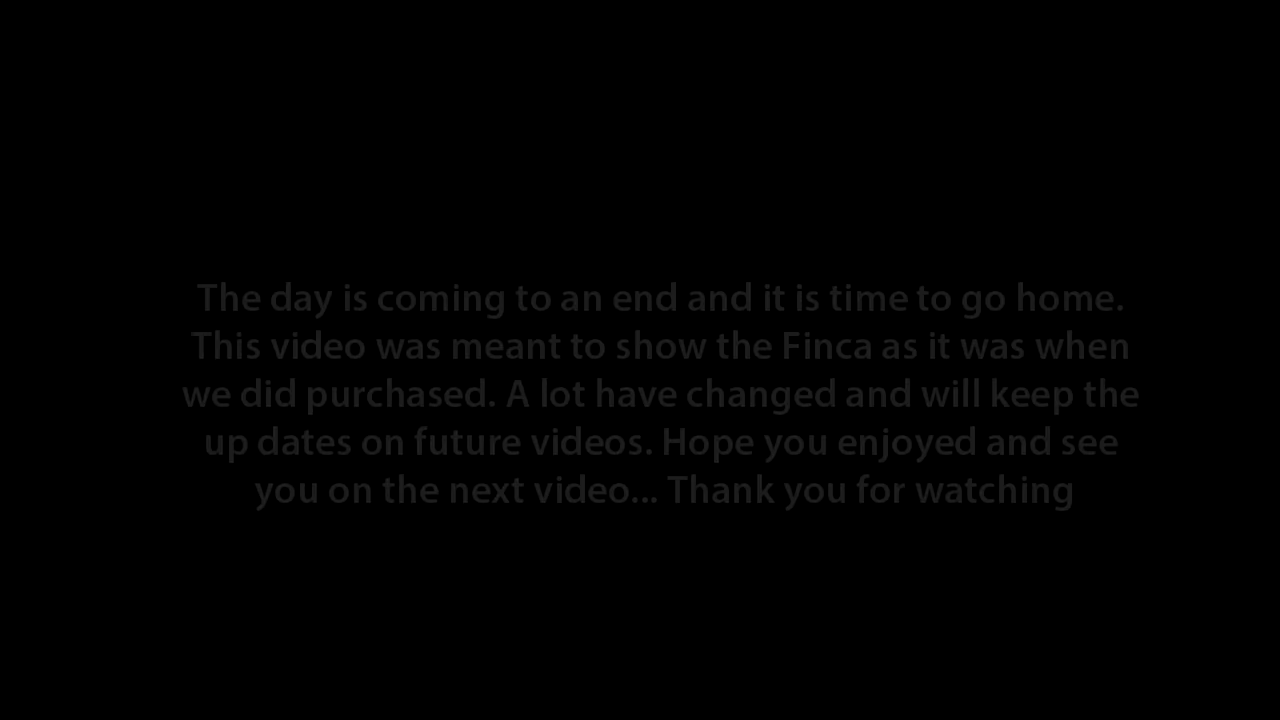 The day is coming to an end and it is time to go home.
This video was meant to show the Finca as it was when
we did purchased. A lot have changed and will keep the
up dates on future videos. Hope you enjoyed and see
you on the next video... Thank you for watching